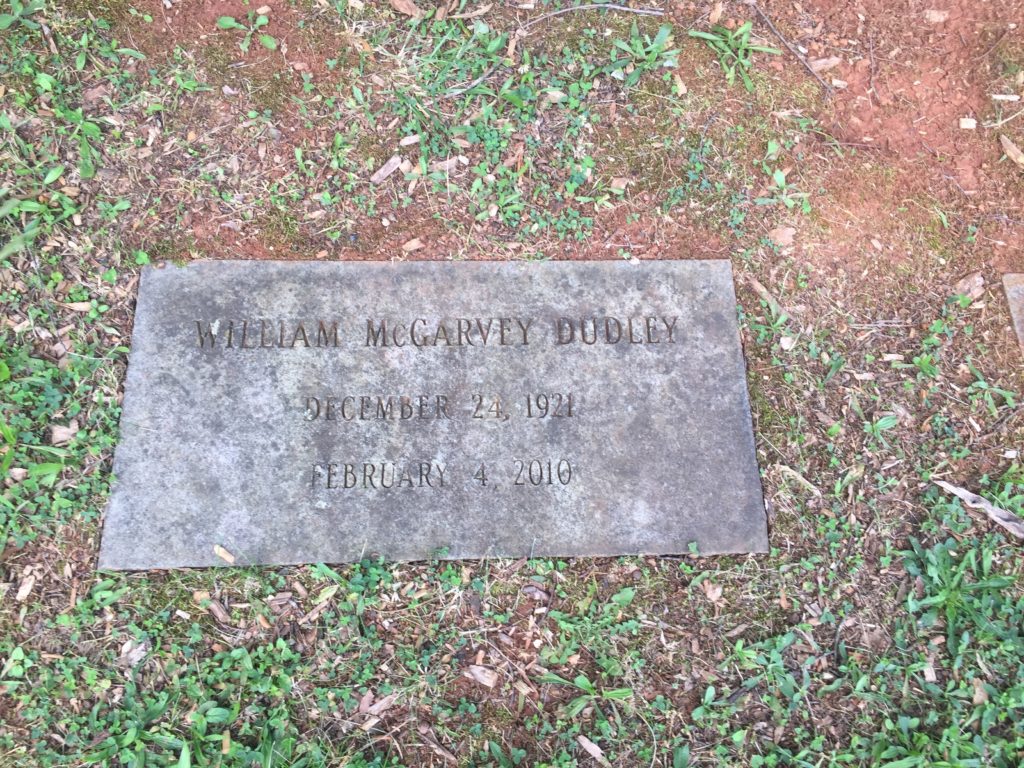 WILLIAM McGARVEY DUDLEY
DECEMBER 24, 1921
FEBRUARY 4, 2010